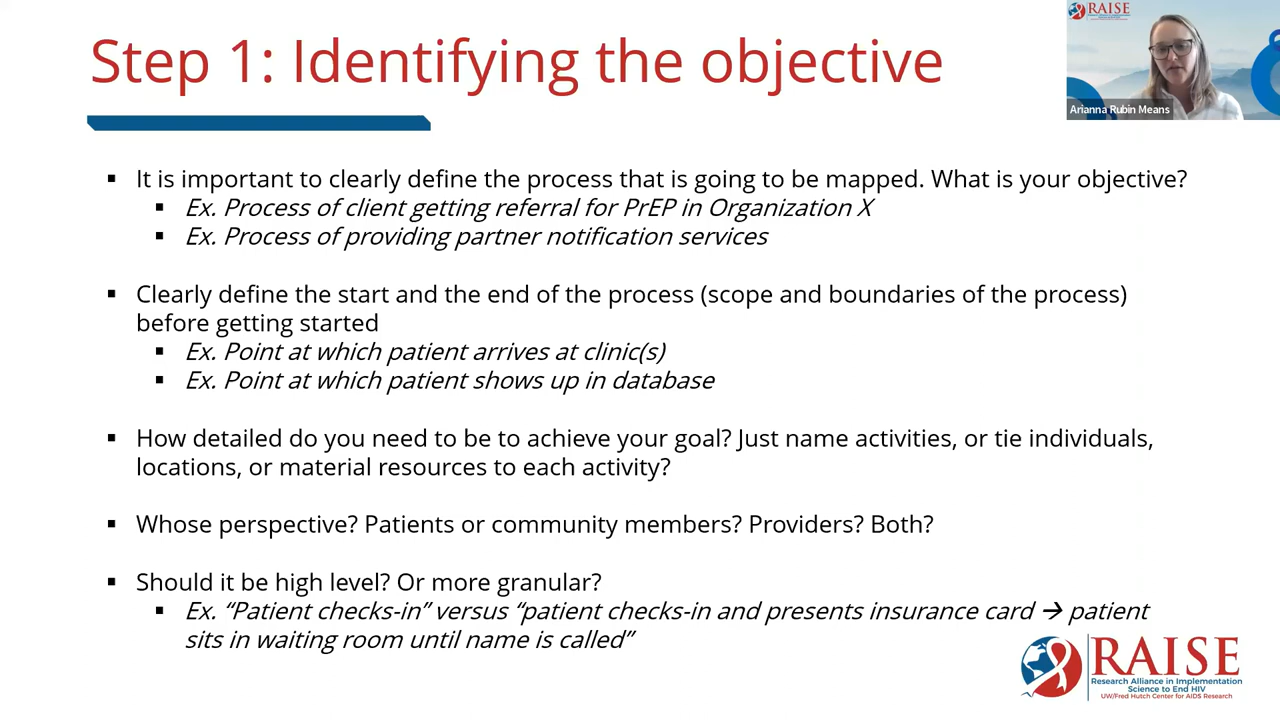 Step 1: Identifying the objective
RAISE
Arianna Rubin Means
▪ It is important to clearly define the process that is going to be mapped. What is your objective?
▪ Ex. Process of client getting referral for PrEP in Organization X
▪ Ex. Process of providing partner notification services
▪ Clearly define the start and the end of the process (scope and boundaries of the process)
before getting started
▪ Ex. Point at which patient arrives at clinic(s)
▪ Ex. Point at which patient shows up in database
▪ How detailed do you need to be to achieve your goal? Just name activities, or tie individuals,
locations, or material resources to each activity?
▪ Whose perspective? Patients or community members? Providers? Both?
▪ Should it be high level? Or more granular?
▪ Ex. “Patient checks-in” versus “patient checks-in and presents insurance card → patient
sits in waiting room until name is called”
RAISE
Research Alliance in Implementation
Science to End HIV
UW/Fred Hutch Center for AIDS Research